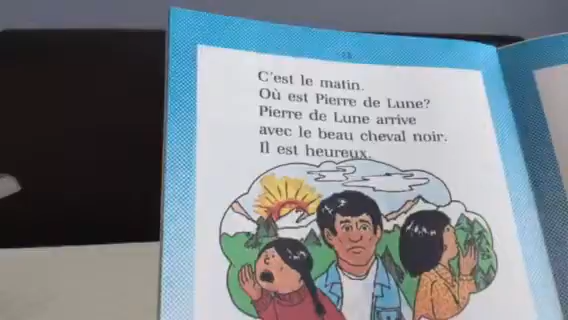 C'est le matin.
Où est Pierre de Lune?
Pierre de Lune arrive
avec le beau cheval noir.
Il est heureux.